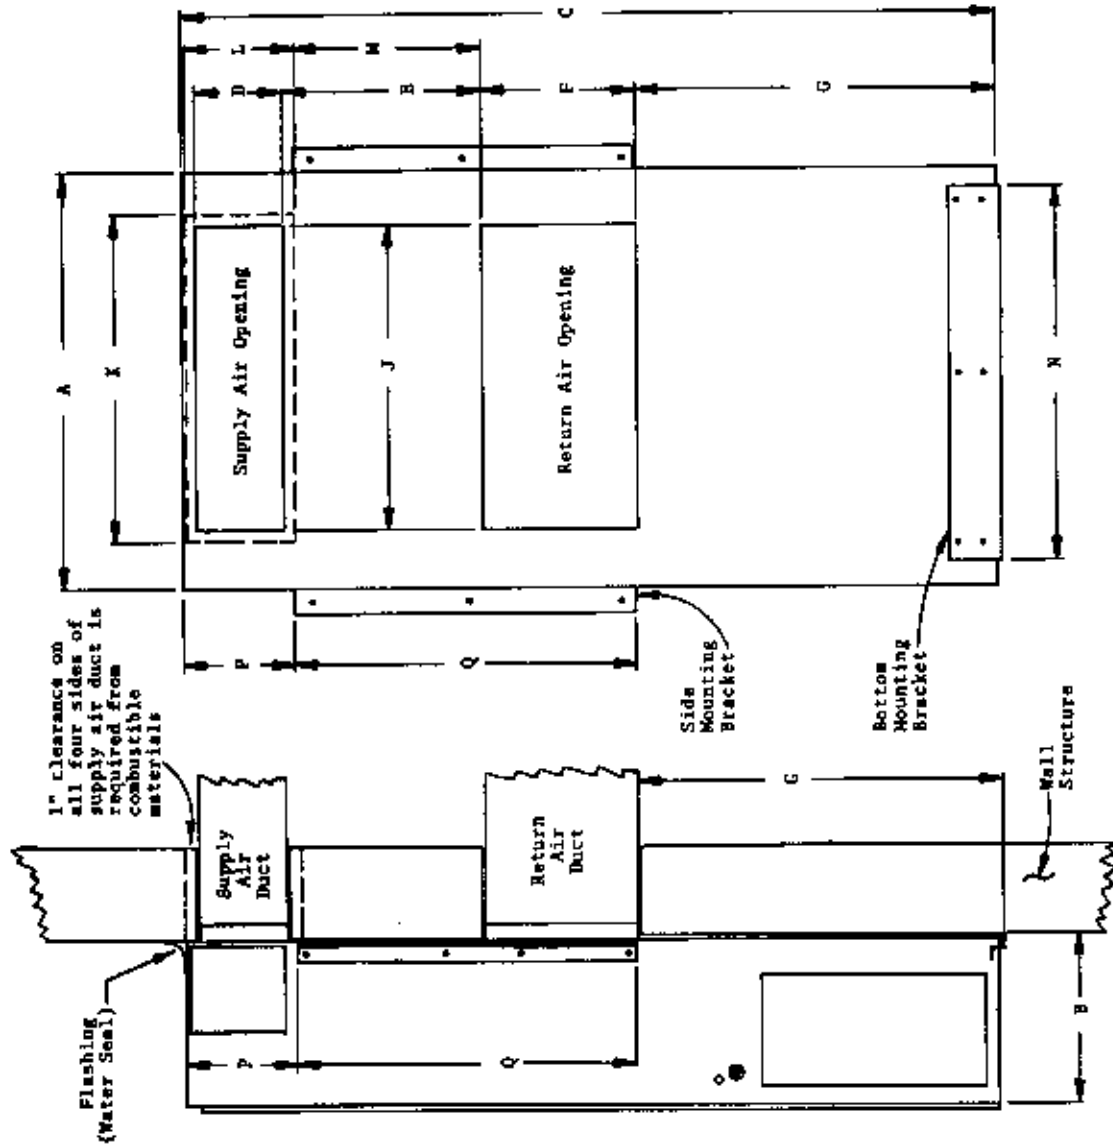 1" clearance on
all four sides of
supply air duct is
required from
combustible
materials
Flashing
(Water Seal)
Supply
Air
Duct
Return
Air
Duct
P
Q
B
G
Wall
Structure
Side
Mounting
Bracket
Bottom
Mounting
Bracket
A
K
Supply Air Opening
J
Return Air Opening
N
P
Q
L
D
M
E
F
G
C